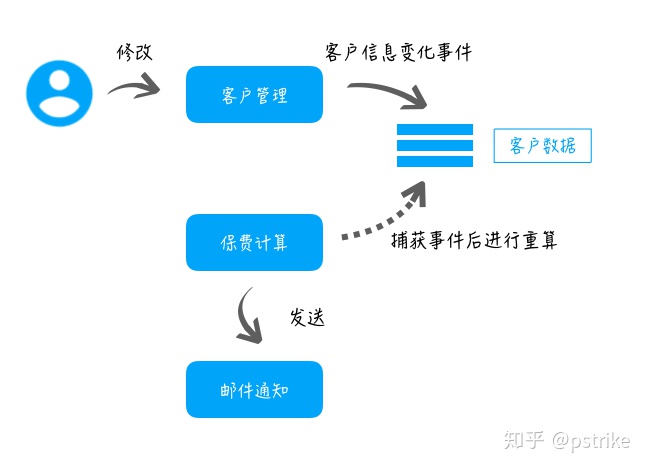 修改
客户信息变化事件
客户管理
客户数据
保费计算
捕获事件后进行重算
发送
邮件通知
知乎 @pstrike